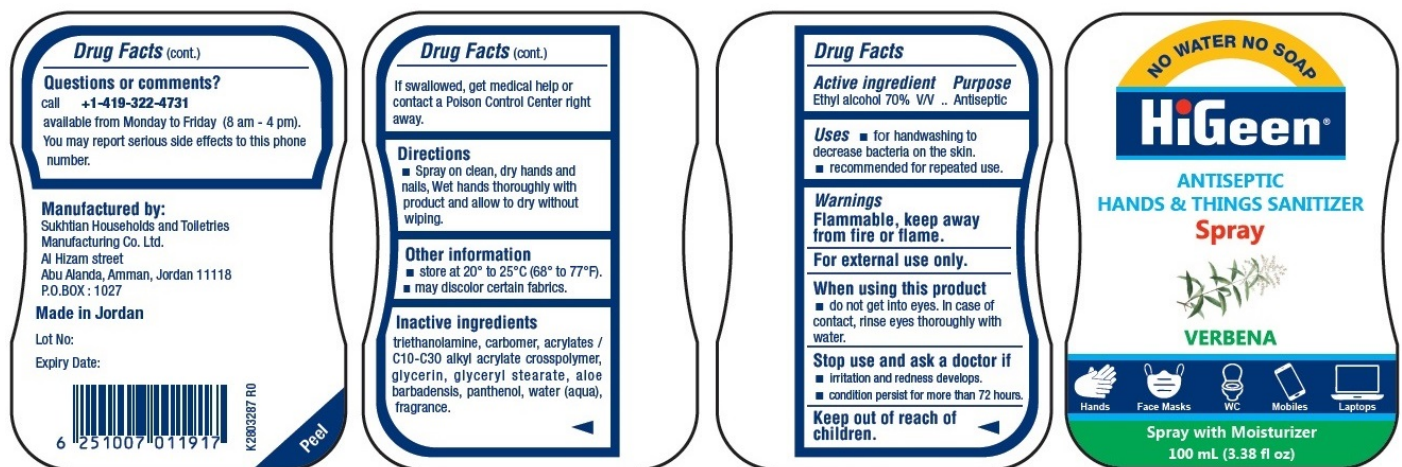 Drug Facts (cont.)
Questions or comments?
call +1-419-322-4731
available from Monday to Friday (8 am - 4 pm).
You may report serious side effects to this phone
number.
Manufactured by:
Sukhtian Households and Toiletries
Manufacturing Co. Ltd.
Al Hizam street
Abu Alanda, Amman, Jordan 11118
P.O.BOX : 1027
Made in Jordan
Lot No:
Expiry Date:
6 251007 011917
K2803287 R0
Peel
Drug Facts (cont.)
If swallowed, get medical help or
contact a Poison Control Center right
away.
Directions
▪ Spray on clean, dry hands and
nails, Wet hands thoroughly with
product and allow to dry without
wiping.
Other information
▪ store at 20° to 25°C (68° to 77°F).
▪ may discolor certain fabrics.
Inactive ingredients
triethanolamine, carbomer, acrylates /
C10-C30 alkyl acrylate crosspolymer,
glycerin, glyceryl stearate, aloe
barbadensis, panthenol, water (aqua),
fragrance.
Drug Facts
Active ingredient Purpose
Ethyl alcohol 70% V/V .. Antiseptic
Uses ▪ for handwashing to
decrease bacteria on the skin.
▪ recommended for repeated use.
Warnings
Flammable, keep away
from fire or flame.
For external use only.
When using this product
▪ do not get into eyes. In case of
contact, rinse eyes thoroughly with
water.
Stop use and ask a doctor if
▪ irritation and redness develops.
▪ condition persist for more than 72 hours.
Keep out of reach of
children.
NO WATER NO SOAP
HiGeen®
ANTISEPTIC
HANDS & THINGS SANITIZER
Spray
VERBENA
Hands Face Masks WC Mobiles Laptops
Spray with Moisturizer
100 mL (3.38 fl oz)